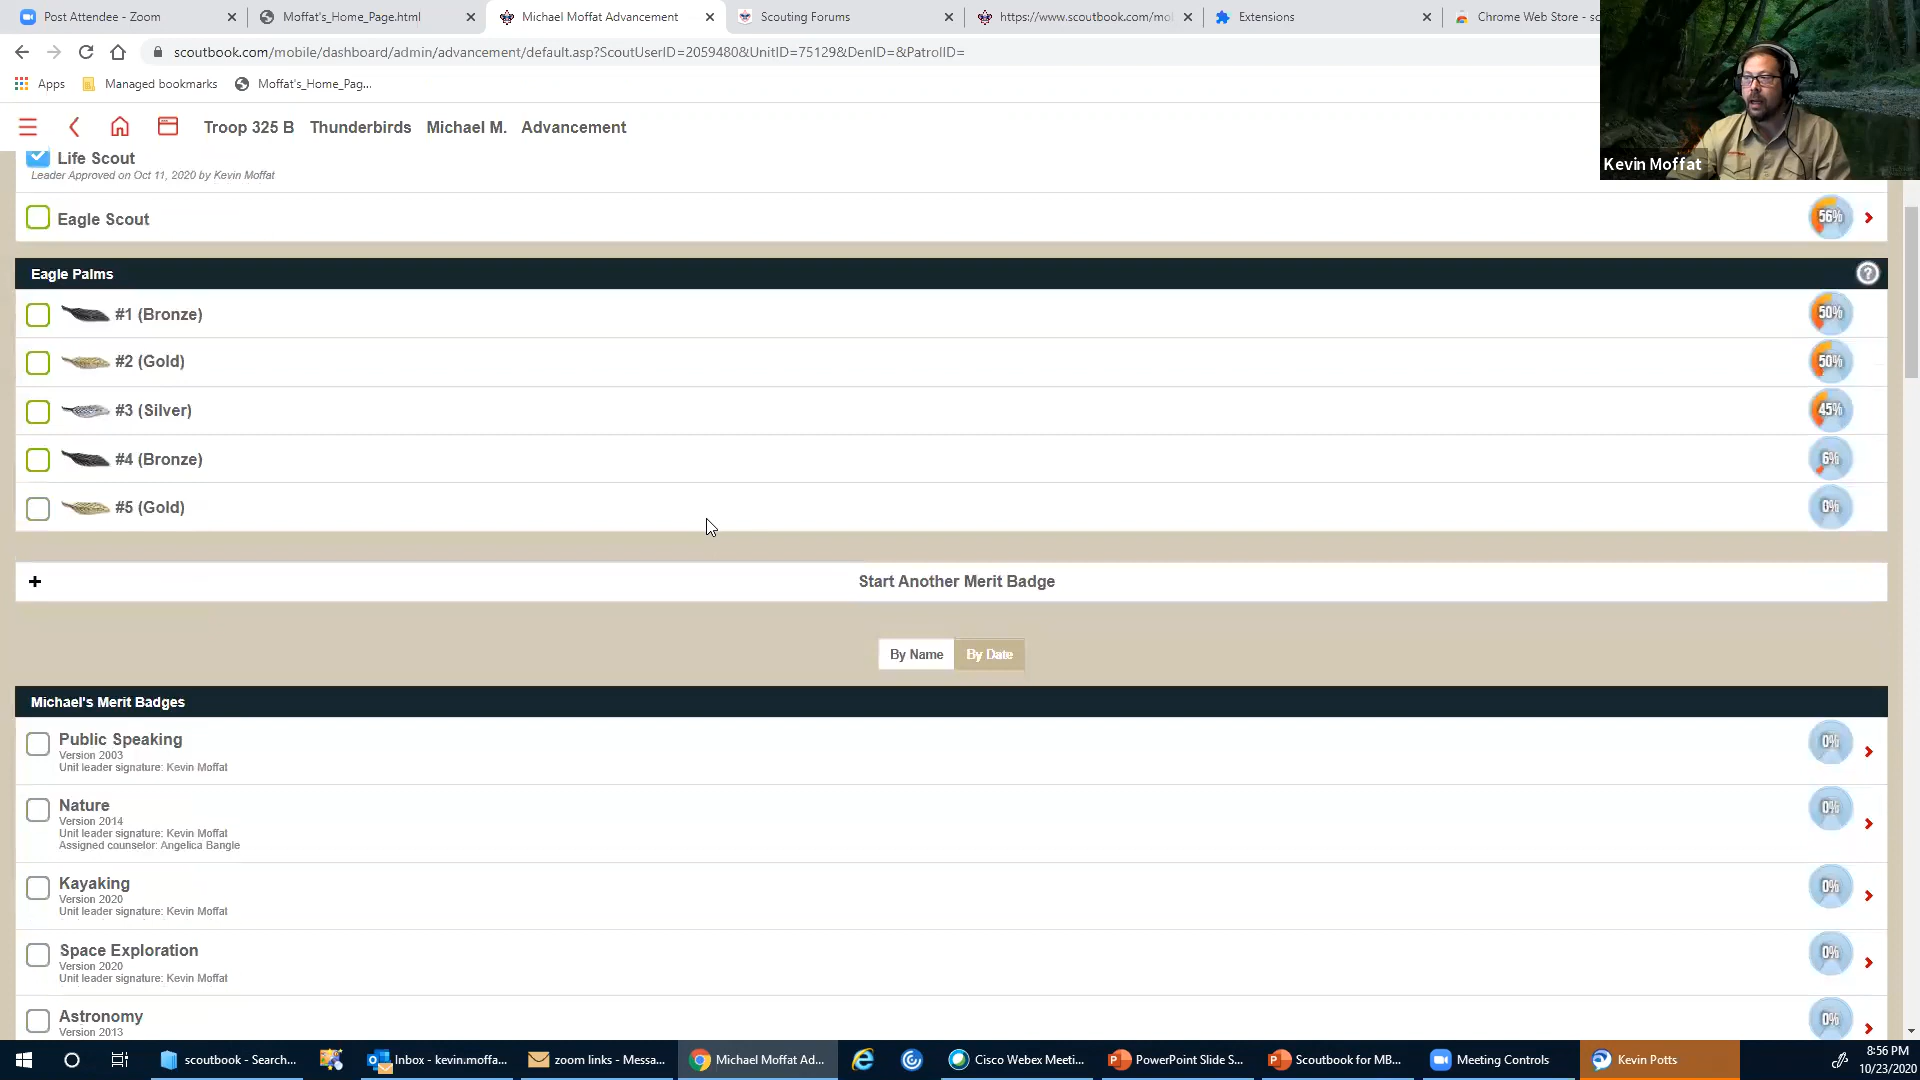 Post Attendee - Zoom
Moffat's_Home_Page.html
Michael Moffat Advancement
Scouting Forums
https://www.scoutbook.com/mo
Extensions
Chrome Web Store - sc
scoutbook.com/mobile/dashboard/admin/advancement/default.asp?ScoutUserID=2059480&UnitID=75129&DenID=&PatrolID=
Apps
Managed bookmarks
Moffat's_Home_Pag...
Kevin Moffat
Troop 325 B Thunderbirds Michael M. Advancement
Life Scout
Leader Approved on Oct 11, 2020 by Kevin Moffat
Eagle Scout
56%
Eagle Palms
?
#1 (Bronze)
50%
#2 (Gold)
50%
#3 (Silver)
45%
#4 (Bronze)
6%
#5 (Gold)
0%
+ Start Another Merit Badge
By Name By Date
Michael's Merit Badges
Public Speaking
Version 2003
Unit leader signature: Kevin Moffat
0%
Nature
Version 2014
Unit leader signature: Kevin Moffat
Assigned counselor: Angelica Bangle
0%
Kayaking
Version 2020
Unit leader signature: Kevin Moffat
0%
Space Exploration
Version 2020
Unit leader signature: Kevin Moffat
0%
Astronomy
Version 2013
0%
scoutbook - Search...
Inbox - kevin.moffa...
zoom links - Messa...
Michael Moffat Ad...
Cisco Webex Meeti...
PowerPoint Slide S...
Scoutbook for MB...
Meeting Controls
Kevin Potts
8:56 PM
10/23/2020